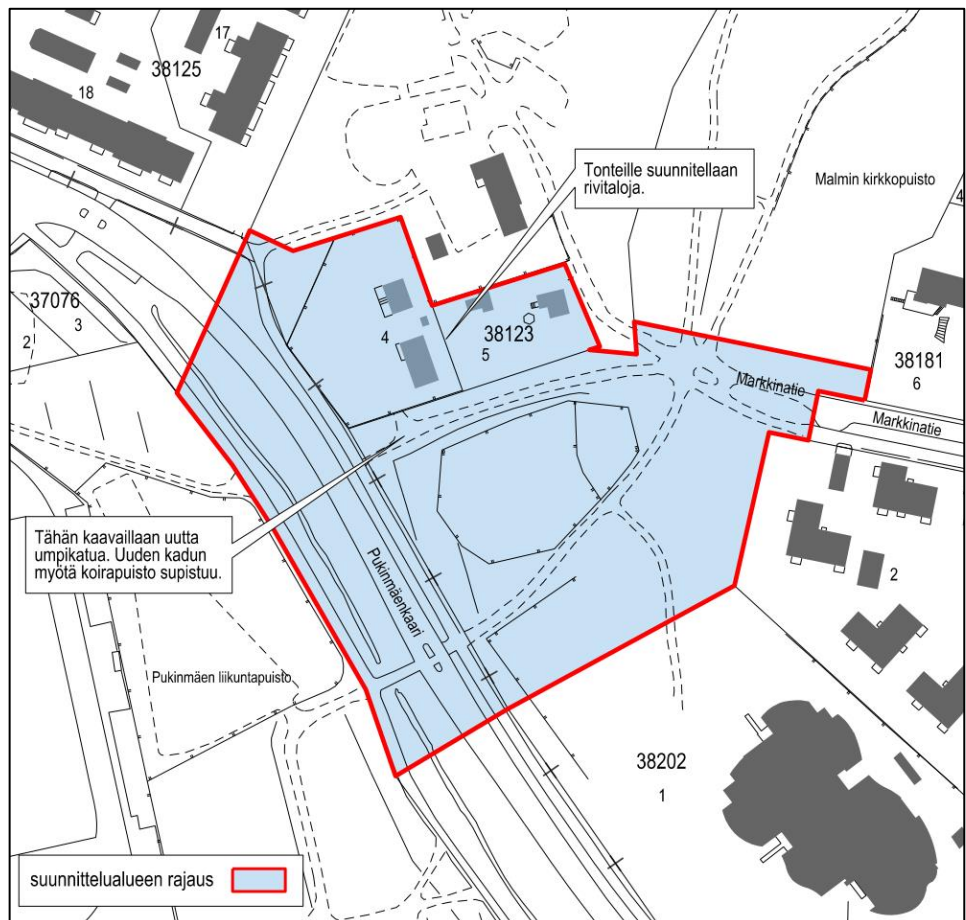 17
38125
18
Tonteille suunnitellaan
rivitaloja.
Malmin kirkkopuisto
4
37076
3
2
4
38123
5
38181
6
Markkinatie
Markkinatie
Tähän kaavaillaan uutta
umpikatua. Uuden kadun
myötä koirapuisto supistuu.
2
Pukinmäenkaari
Pukinmäen liikuntapuisto
38202
1
suunnittelualueen rajaus